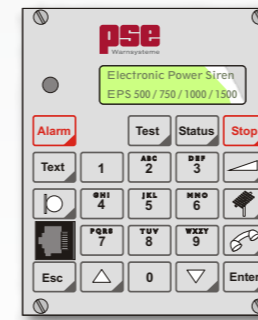 pse
Warnsysteme
Electronic Power Siren
EPS 500 / 750 / 1000 / 1500
Alarm Test Status Stop
Text 1 ABC 2 DEF 3
GHI 4 JKL 5 MNO 6
PQRS 7 TUV 8 WXZY 9
Esc 0 Enter